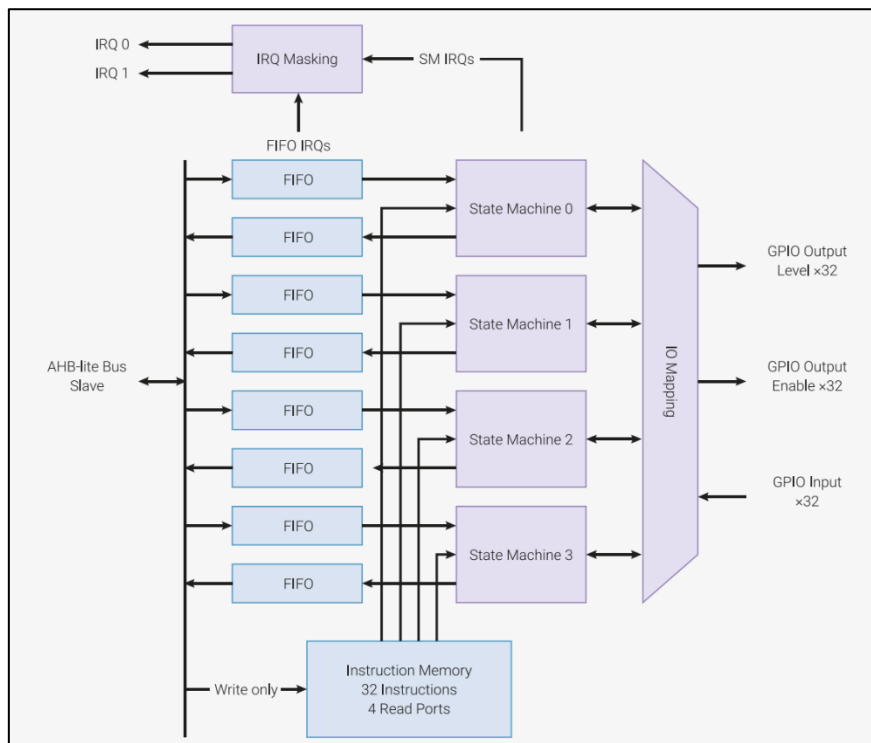 IRQ 0
IRQ 1
IRQ Masking
SM IRQs
FIFO IRQs
FIFO
State Machine 0
FIFO
GPIO Output
Level ×32
FIFO
State Machine 1
FIFO
IO Mapping
AHB-lite Bus
Slave
GPIO Output
Enable ×32
FIFO
State Machine 2
FIFO
GPIO Input
×32
FIFO
State Machine 3
FIFO
Write only
Instruction Memory
32 Instructions
4 Read Ports